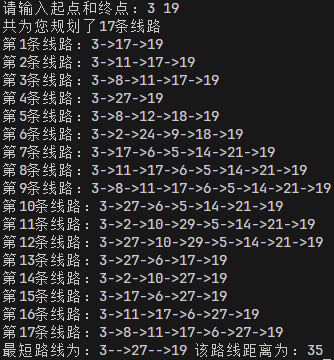 请输入起点和终点：3 19
共为您规划了17条线路
第1条线路：3->17->19
第2条线路：3->11->17->19
第3条线路：3->8->11->17->19
第4条线路：3->27->19
第5条线路：3->8->12->18->19
第6条线路：3->2->24->9->18->19
第7条线路：3->17->6->5->14->21->19
第8条线路：3->11->17->6->5->14->21->19
第9条线路：3->8->11->17->6->5->14->21->19
第10条线路：3->27->6->5->14->21->19
第11条线路：3->2->10->29->5->14->21->19
第12条线路：3->27->10->29->5->14->21->19
第13条线路：3->27->6->17->19
第14条线路：3->2->10->27->19
第15条线路：3->17->6->27->19
第16条线路：3->11->17->6->27->19
第17条线路：3->8->11->17->6->27->19
最短路线为：3-->27-->19 该路线距离为：35